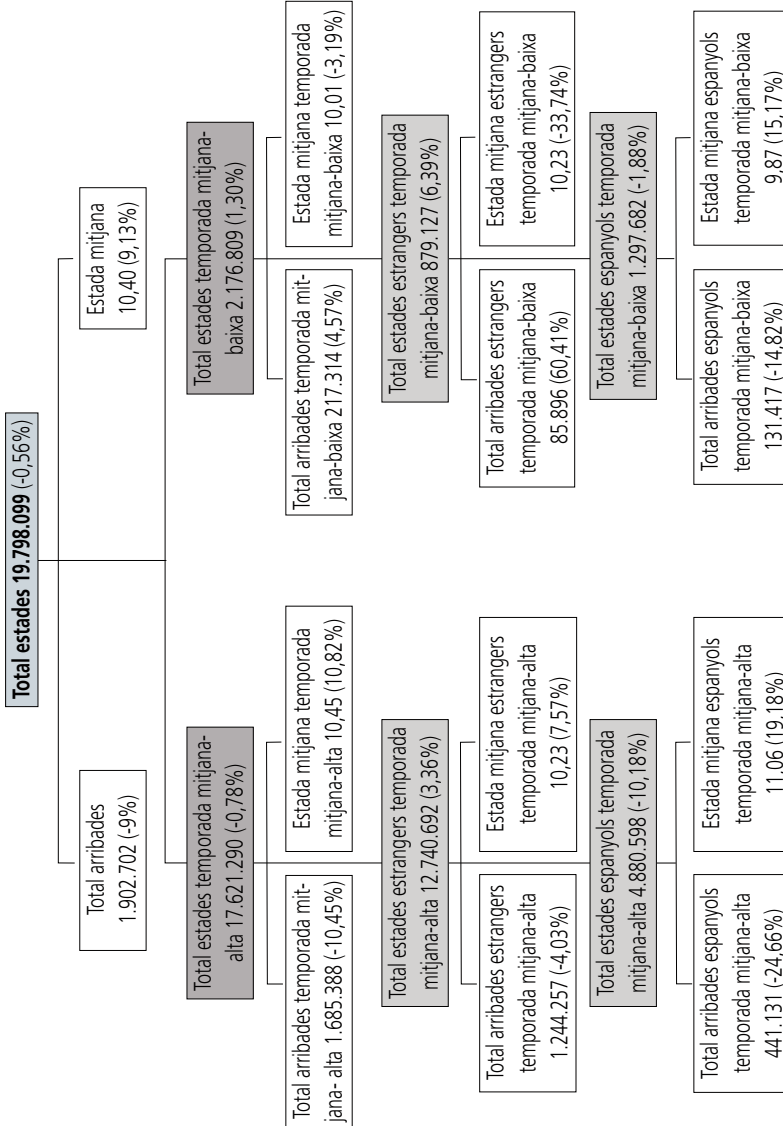 Total estades 19.798.099 (-0,56%)
Total arribades
1.902.702 (-9%)
Estada mitjana
10,40 (9,13%)
Total estades temporada mitjana-
alta 17.621.290 (-0,78%)
Total arribades temporada mit-
jana- alta 1.685.388 (-10,45%)
Estada mitjana temporada
mitjana-alta 10,45 (10,82%)
Total estades estrangers temporada
mitjana-alta 12.740.692 (3,36%)
Total arribades estrangers
temporada mitjana-alta
1.244.257 (-4,03%)
Estada mitjana estrangers
temporada mitjana-alta
10,23 (7,57%)
Total estades espanyols temporada
mitjana-alta 4.880.598 (-10,18%)
Total arribades espanyols
temporada mitjana-alta
441.131 (-24,66%)
Estada mitjana espanyols
temporada mitjana-alta
11,06 (19,18%)
Total estades temporada mitjana-
baixa 2.176.809 (1,30%)
Total arribades temporada mit-
jana-baixa 217.314 (4,57%)
Estada mitjana temporada
mitjana-baixa 10,01 (-3,19%)
Total estades estrangers temporada
mitjana-baixa 879.127 (6,39%)
Total arribades estrangers
temporada mitjana-baixa
85.896 (60,41%)
Estada mitjana estrangers
temporada mitjana-baixa
10,23 (-33,74%)
Total estades espanyols temporada
mitjana-baixa 1.297.682 (-1,88%)
Total arribades espanyols
temporada mitjana-baixa
131.417 (-14,82%)
Estada mitjana espanyols
temporada mitjana-baixa
9,87 (15,17%)